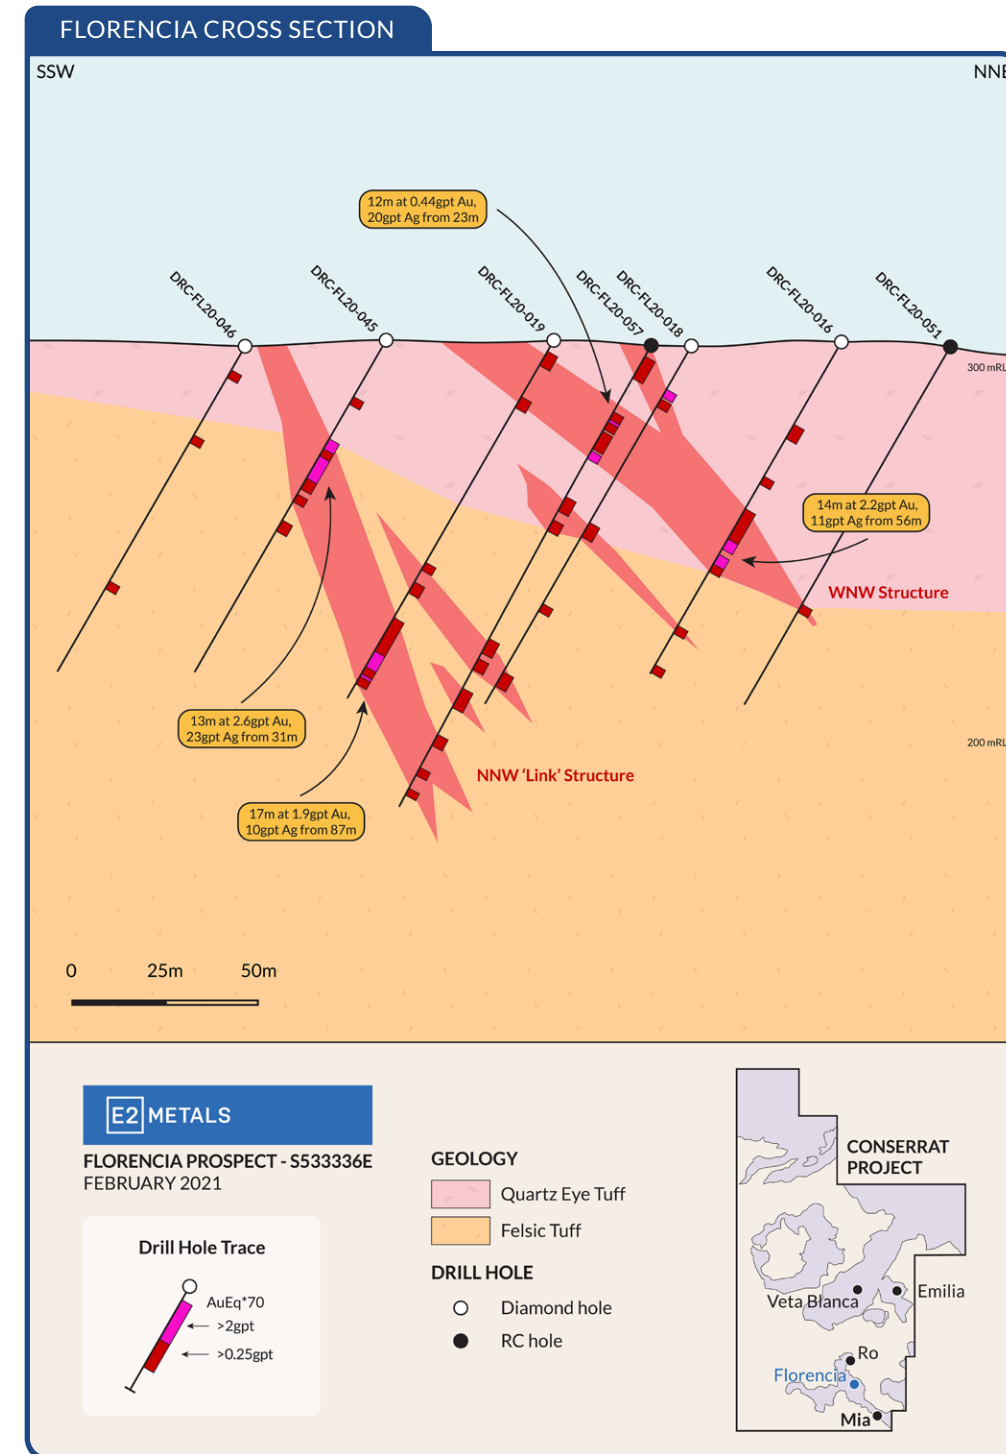 FLORENCIA CROSS SECTION
SSW
NNE
12m at 0.44gpt Au,
20gpt Ag from 23m
DRC-FL20-046
DRC-FL20-045
DRC-FL20-019
DRC-FL20-057
DRC-FL20-018
DRC-FL20-016
DRC-FL20-051
300 mRL
14m at 2.2gpt Au,
11gpt Ag from 56m
WNW Structure
13m at 2.6gpt Au,
23gpt Ag from 31m
200 mRL
NNW ‘Link’ Structure
17m at 1.9gpt Au,
10gpt Ag from 87m
0 25m 50m
E2 METALS
FLORENCIA PROSPECT - S533336E
FEBRUARY 2021
Drill Hole Trace
AuEq*70
>2gpt
>0.25gpt
GEOLOGY
Quartz Eye Tuff
Felsic Tuff
DRILL HOLE
Diamond hole
RC hole
CONSERRAT
PROJECT
Veta Blanca
Emilia
Ro
Florencia
Mia